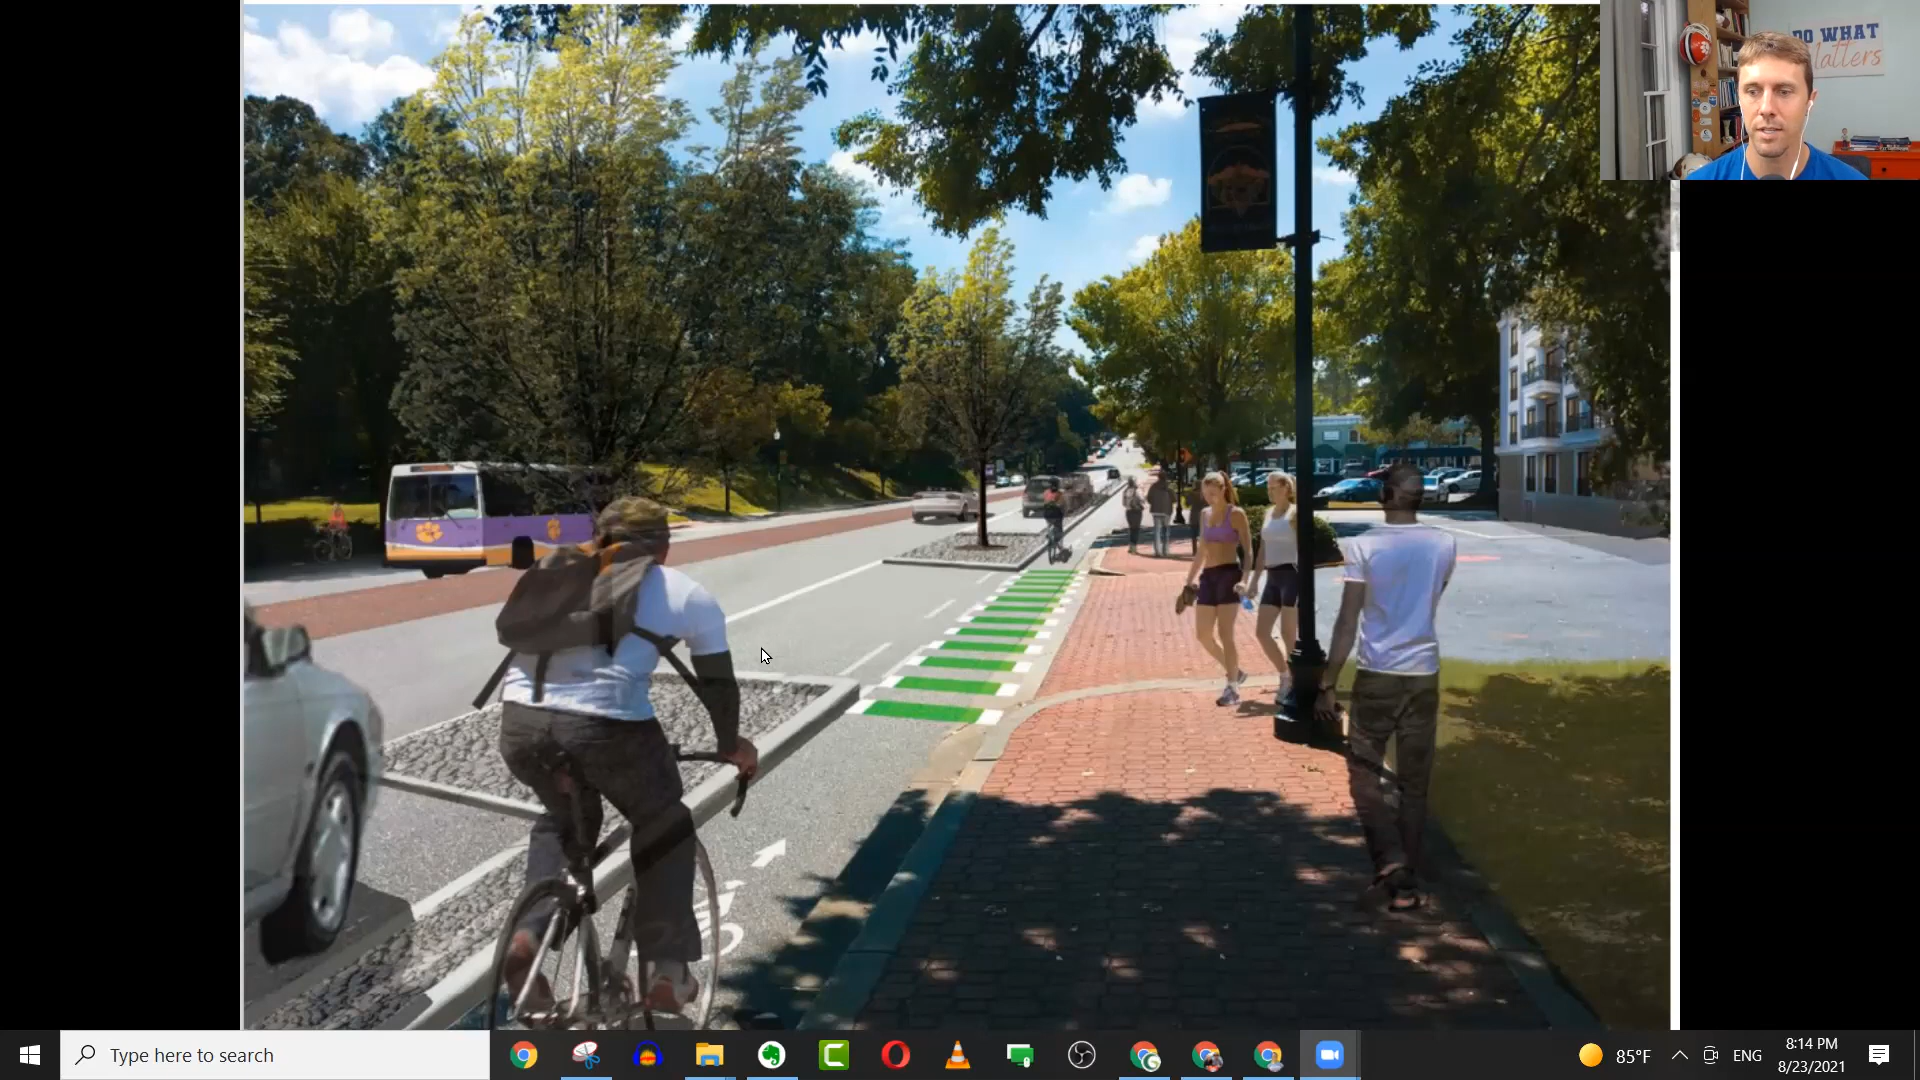 DO WHAT
Matters
Type here to search
85°F
ENG
8:14 PM
8/23/2021